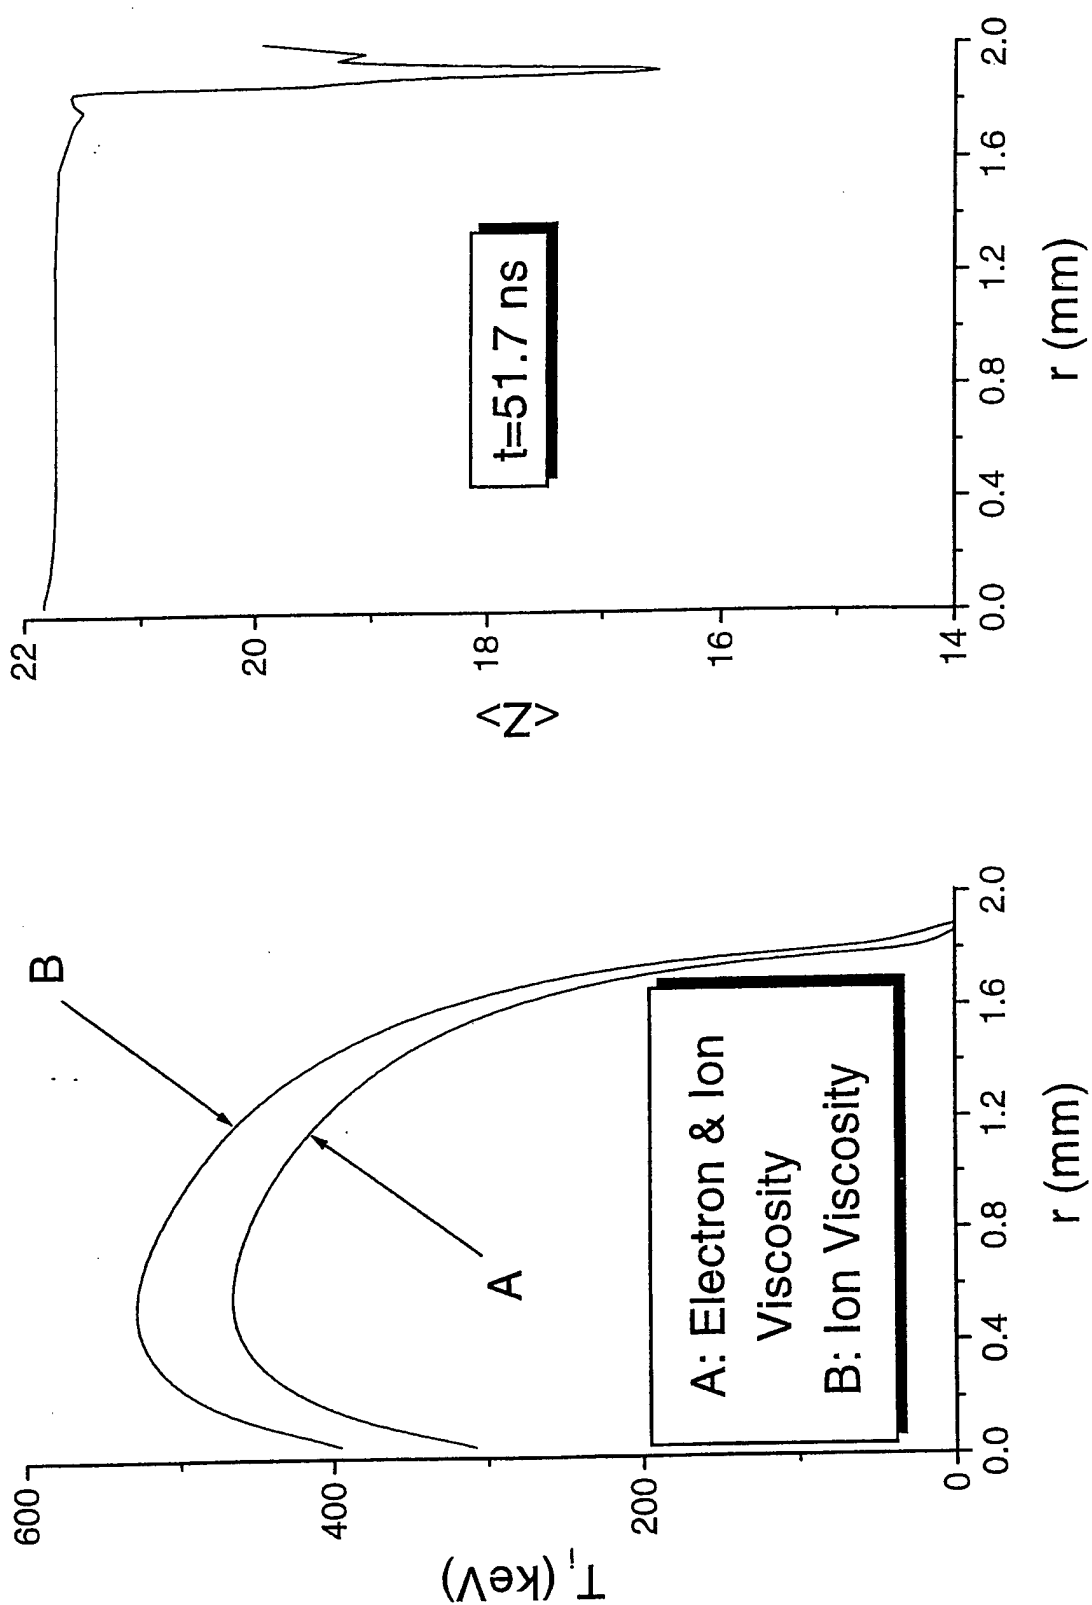 600
400
200
0
T i (keV)
0.0 0.4 0.8 1.2 1.6 2.0
r (mm)
B
A
A: Electron & Ion
Viscosity
B: Ion Viscosity
22
20
18
16
14
<Z>
0.0 0.4 0.8 1.2 1.6 2.0
r (mm)
t=51.7 ns